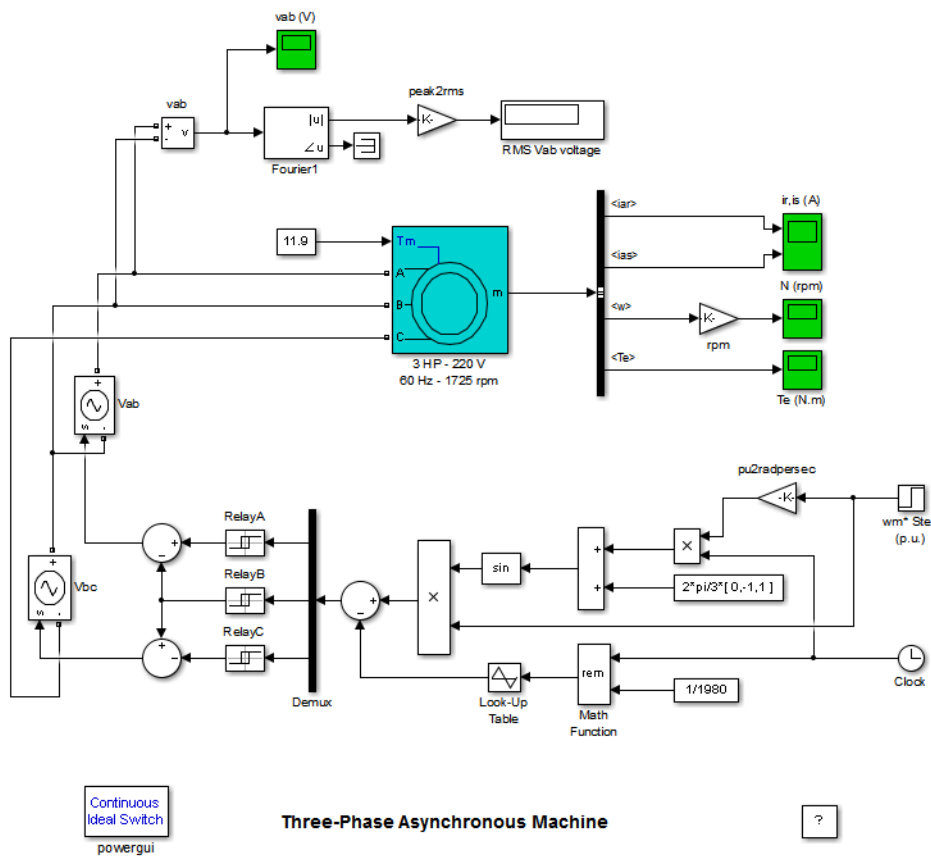 vab (V)
peak2rms
vab
+
-
v
|u|
∠u
-K-
Fourier1
RMS Vab voltage
11.9
Tm
A
B
C
m
3 HP - 220 V
60 Hz - 1725 rpm
<iar>
<ias>
<w>
<Te>
ir,is (A)
N (rpm)
-K-
rpm
Te (N.m)
+
s
-
Vab
+
s
-
Vbc
pu2radpersec
-K-
wm* Ste
(p.u.)
RelayA
RelayB
RelayC
+
-
+
-
Demux
+
-
×
sin
+
+
×
2*pi/3*[ 0,-1,1 ]
Look-Up
Table
rem
Math
Function
1/1980
Clock
Continuous
Ideal Switch
powergui
Three-Phase Asynchronous Machine
?